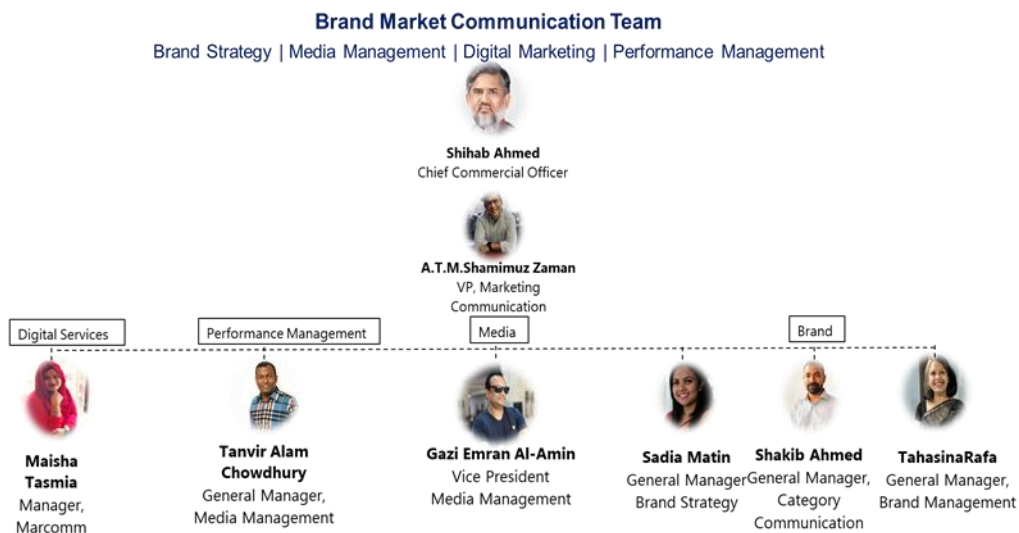 Brand Market Communication Team
Brand Strategy | Media Management | Digital Marketing | Performance Management
Shihab Ahmed
Chief Commercial Officer
A.T.M.Shamimuz Zaman
VP, Marketing
Communication
Digital Services
Performance Management
Media
Brand
Maisha
Tasmia
Manager,
Marcomm
Tanvir Alam
Chowdhury
General Manager,
Media Management
Gazi Emran Al-Amin
Vice President
Media Management
Sadia Matin
General Manager
Brand Strategy
Shakib Ahmed
General Manager,
Category
Communication
TahasinaRafa
General Manager,
Brand Management